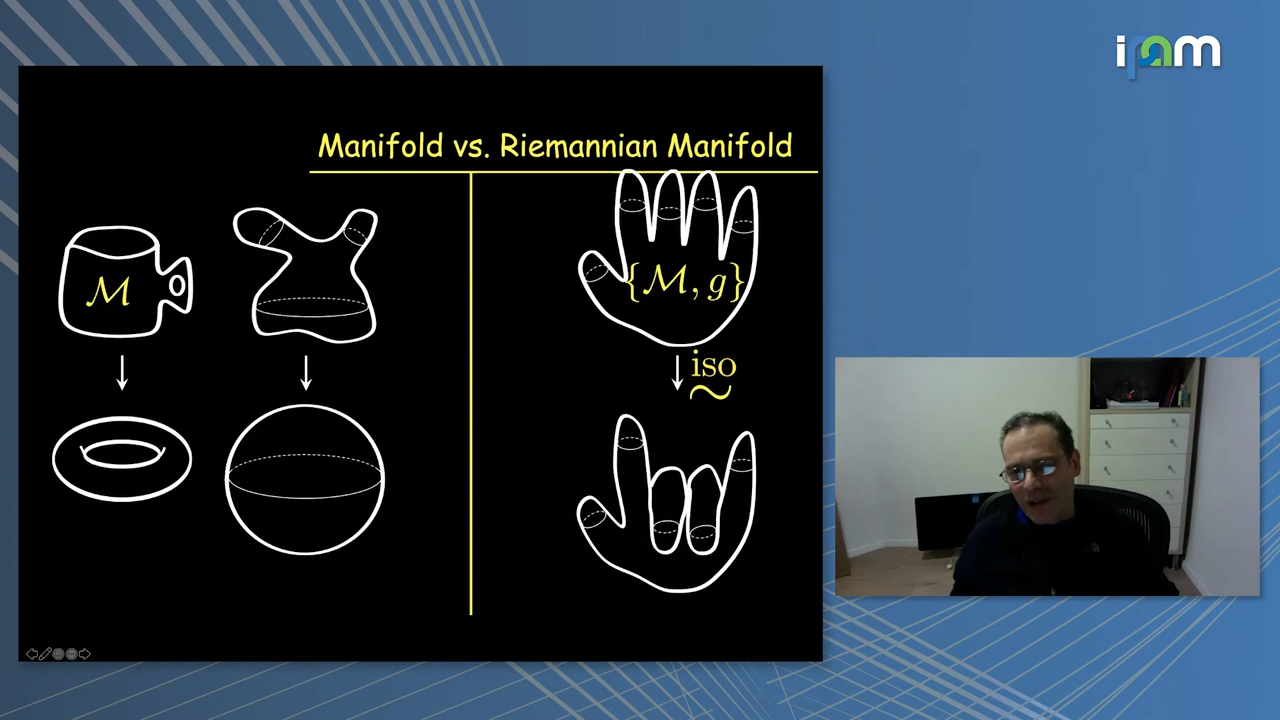 ipam
Manifold vs. Riemannian Manifold
ℳ
{ℳ, g}
iso
~